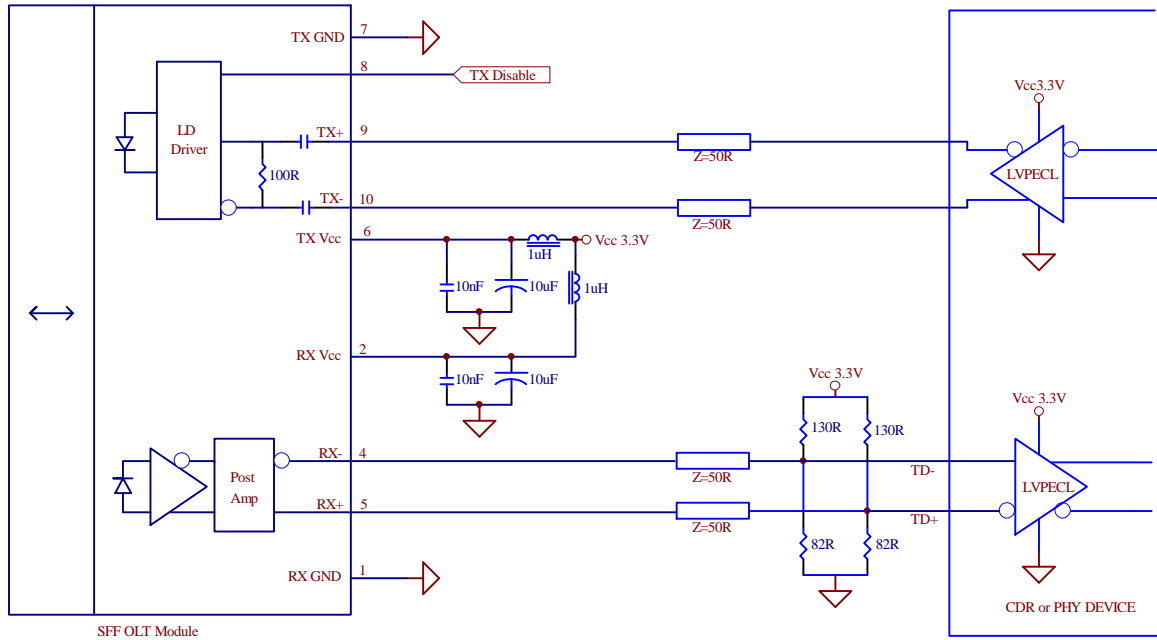 TX GND
7
8
TX Disable
Vcc3.3V
LD
Driver
TX+
9
Z=50R
LVPECL
100R
TX-
10
Z=50R
TX Vcc
6
Vcc 3.3V
1uH
10nF
10uF
1uH
RX Vcc
2
10nF
10uF
Vcc 3.3V
Vcc 3.3V
130R
130R
Post
Amp
RX-
4
Z=50R
TD-
LVPECL
RX+
5
Z=50R
TD+
82R
82R
RX GND
1
CDR or PHY DEVICE
SFF OLT Module